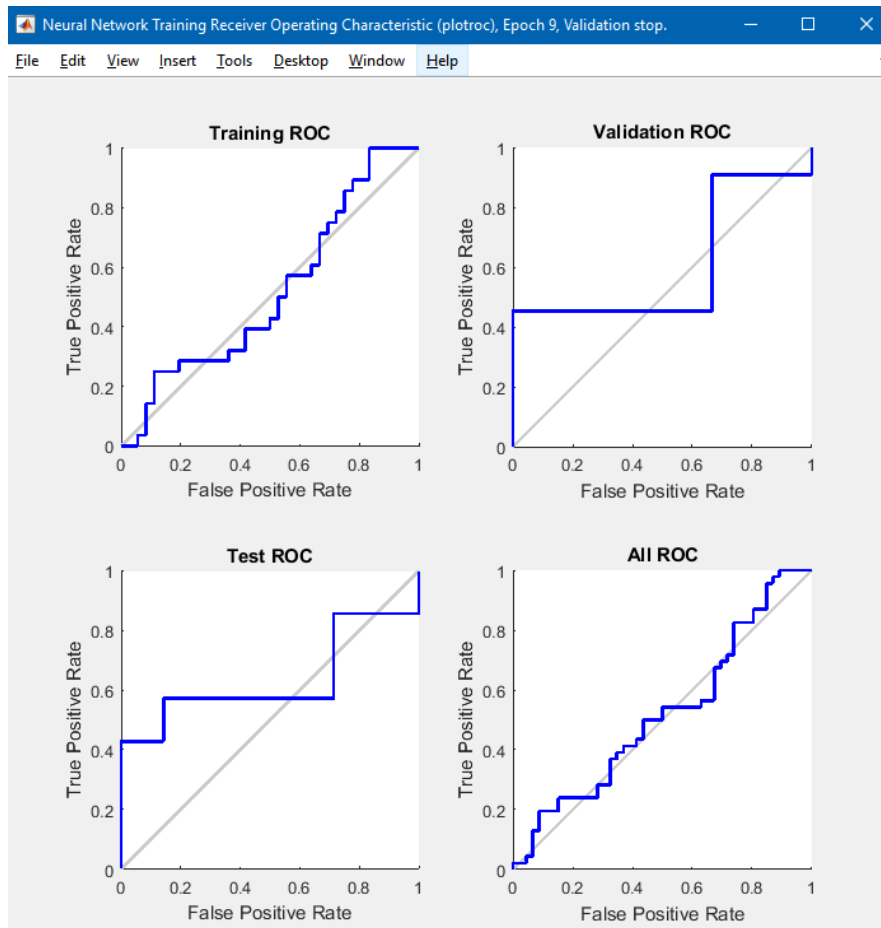 Neural Network Training Receiver Operating Characteristic (plotroc), Epoch 9, Validation stop.
File Edit View Insert Tools Desktop Window Help
Training ROC
1
0.8
0.6
0.4
0.2
0
True Positive Rate
0 0.2 0.4 0.6 0.8 1
False Positive Rate
Validation ROC
1
0.8
0.6
0.4
0.2
0
True Positive Rate
0 0.2 0.4 0.6 0.8 1
False Positive Rate
Test ROC
1
0.8
0.6
0.4
0.2
0
True Positive Rate
0 0.2 0.4 0.6 0.8 1
False Positive Rate
All ROC
1
0.8
0.6
0.4
0.2
0
True Positive Rate
0 0.2 0.4 0.6 0.8 1
False Positive Rate